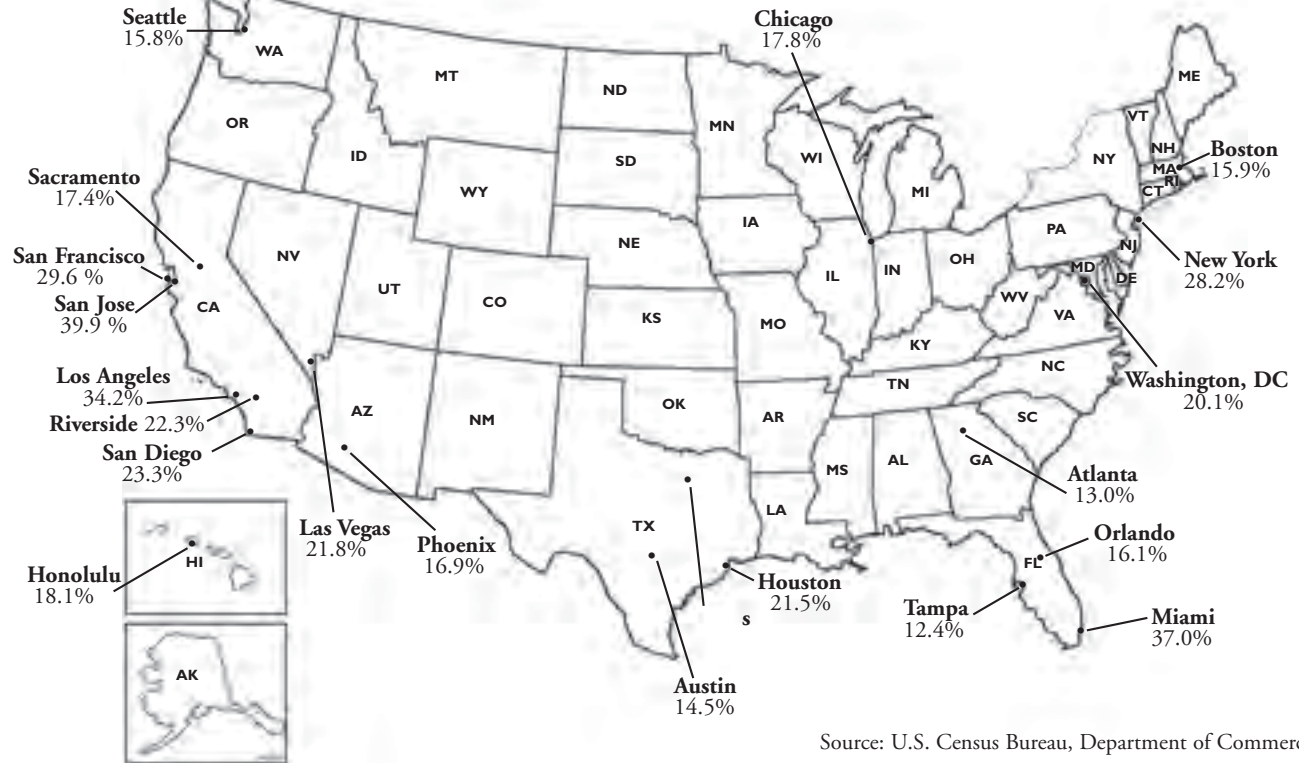 Seattle
15.8%
Chicago
17.8%
WA
MT
ND
MN
ME
OR
ID
SD
WI
MI
VT
NH
NY
MA
RI
CT
Boston
15.9%
Sacramento
17.4%
WY
IA
NE
PA
NJ
New York
28.2%
San Francisco
29.6 %
San Jose
39.9 %
NV
CA
UT
CO
KS
MO
IL
IN
OH
MD
DE
WV
VA
KY
Washington, DC
20.1%
Los Angeles
34.2%
Riverside 22.3%
San Diego
23.3%
AZ
NM
OK
AR
TN
NC
SC
MS
AL
GA
Atlanta
13.0%
LA
TX
Las Vegas
21.8%
Phoenix
16.9%
Honolulu
18.1%
HI
Houston
21.5%
s
FL
Orlando
16.1%
Tampa
12.4%
Miami
37.0%
AK
Austin
14.5%
Source: U.S. Census Bureau, Department of Commerc